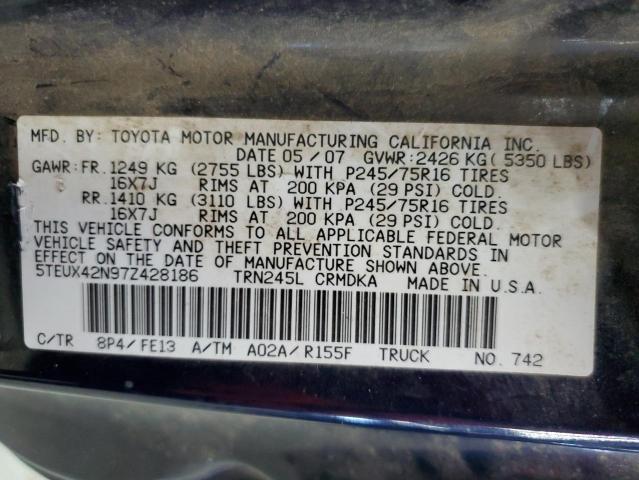 MFD. BY: TOYOTA MOTOR MANUFACTURING CALIFORNIA INC.
DATE 05/07 GVWR: 2426 KG ( 5350 LBS)
GAWR: FR. 1249 KG (2755 LBS) WITH P245/75R16 TIRES
16X7J RIMS AT 200 KPA (29 PSI) COLD.
RR. 1410 KG (3110 LBS) WITH P245/75R16 TIRES
16X7J RIMS AT 200 KPA (29 PSI) COLD.
THIS VEHICLE CONFORMS TO ALL APPLICABLE FEDERAL MOTOR
VEHICLE SAFETY AND THEFT PREVENTION STANDARDS IN
EFFECT ON THE DATE OF MANUFACTURE SHOWN ABOVE.
5TEUX42N97Z428186 TRN245L CRMDKA MADE IN U.S.A.
C/TR 8P4/FE13 A/TM A02A/R155F TRUCK NO. 742